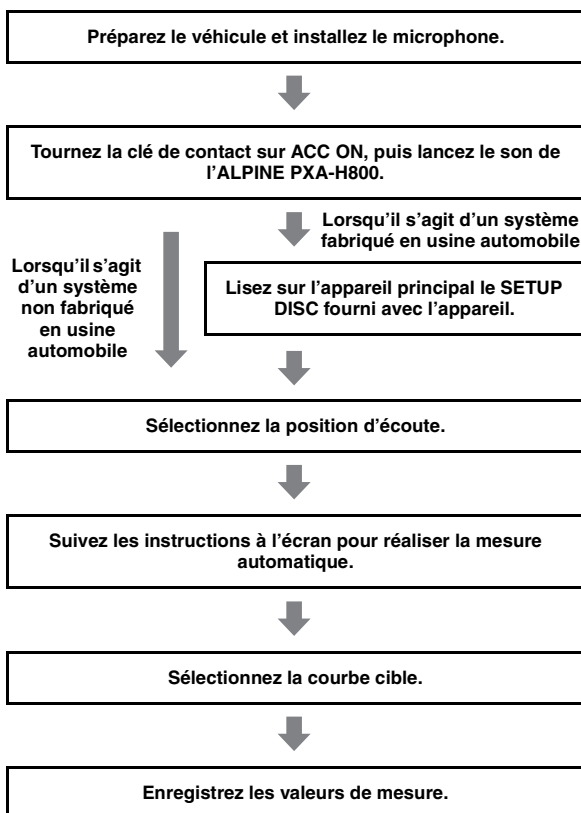 Préparez le véhicule et installez le microphone.
Tournez la clé de contact sur ACC ON, puis lancez le son de
l'ALPINE PXA-H800.
Lorsqu'il s'agit d'un système
fabriqué en usine automobile
Lorsqu'il s'agit
d'un système
non fabriqué
en usine
automobile
Lisez sur l'appareil principal le SETUP
DISC fourni avec l'appareil.
Sélectionnez la position d'écoute.
Suivez les instructions à l'écran pour réaliser la mesure
automatique.
Sélectionnez la courbe cible.
Enregistrez les valeurs de mesure.